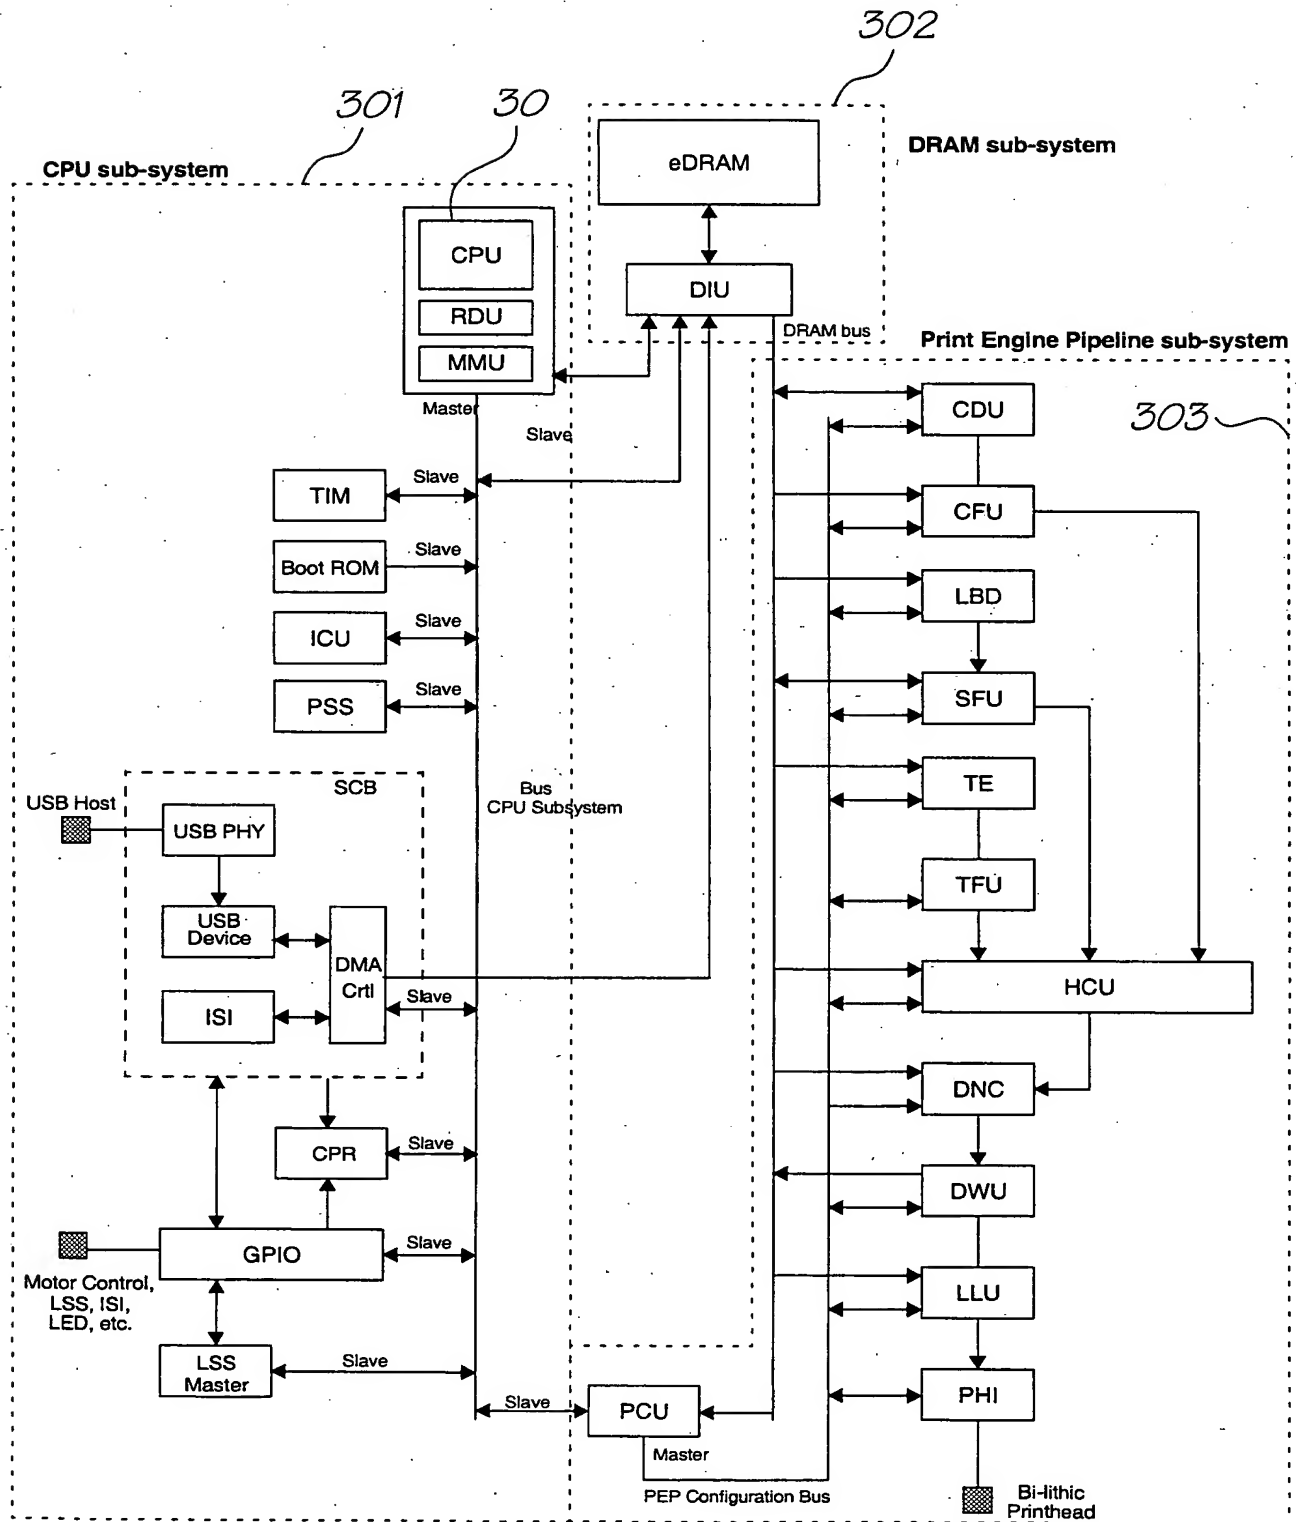 302
301
30
CPU sub-system
DRAM sub-system
eDRAM
CPU
DIU
RDU
DRAM bus
Print Engine Pipeline sub-system
MMU
Master
Slave
CDU
303
Slave
TIM
CFU
Slave
Boot ROM
LBD
Slave
ICU
Slave
PSS
SFU
SCB
Bus
CPU Subsystem
TE
USB Host
USB PHY
TFU
USB
Device
DMA
Crtl
ISI
Slave
HCU
DNC
CPR
Slave
DWU
GPIO
Slave
Motor Control,
LSS, ISI,
LED, etc.
LLU
LSS
Master
Slave
Slave
PCU
PHI
Master
PEP Configuration Bus
Bi-lithic
Printhead